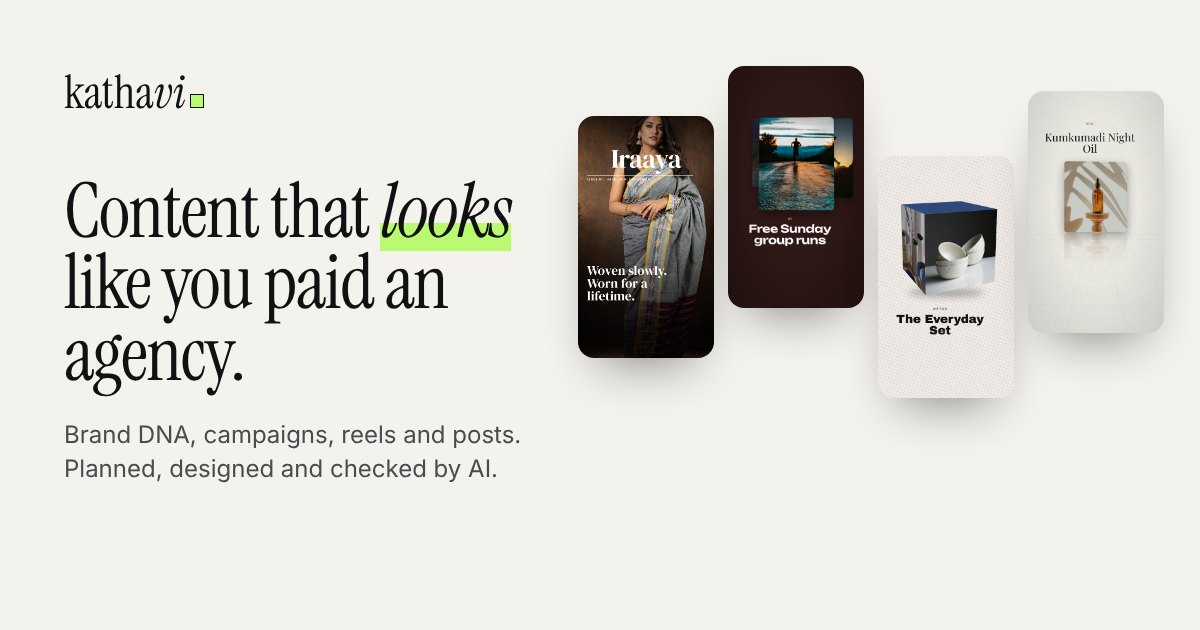 kathavi
Content that looks
like you paid an
agency.
Brand DNA, campaigns, reels and posts.
Planned, designed and checked by AI.
Iraaya
Woven slowly.
Worn for a
lifetime.
Free Sunday
group runs
The Everyday
Set
NEW
Kumkumadi Night
Oil